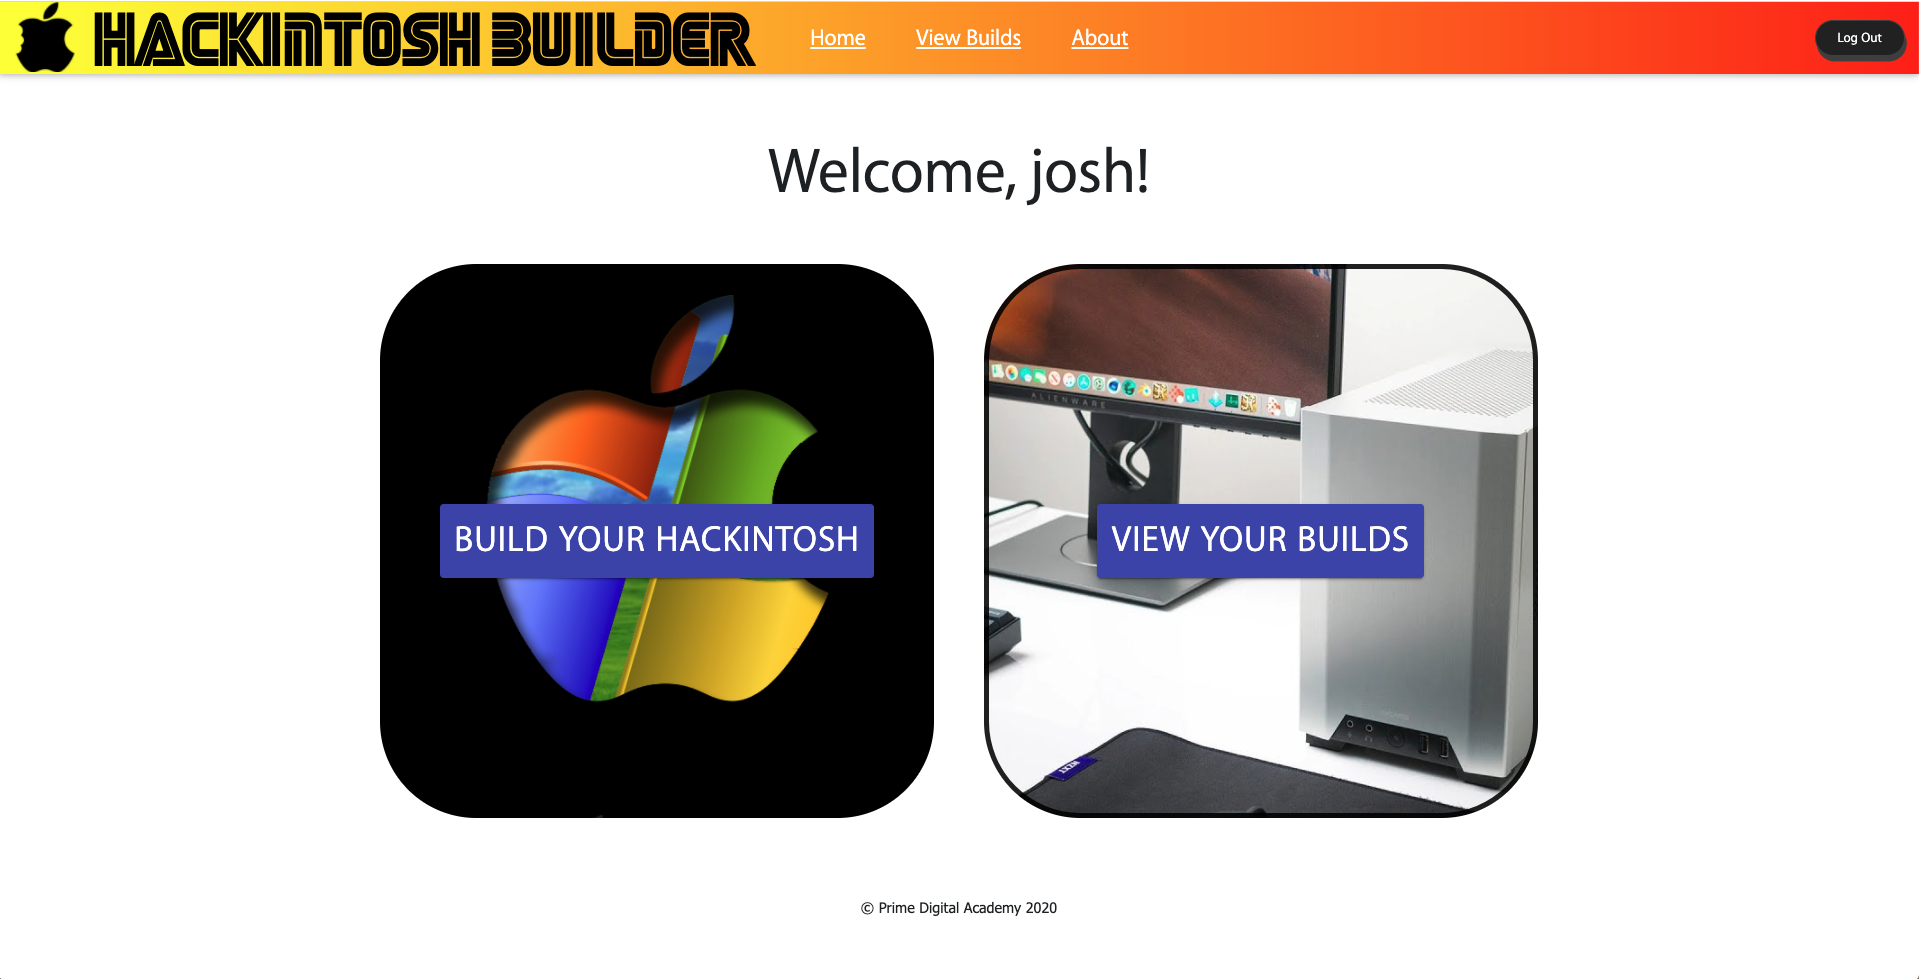 HACKINTOSH BUILDER
Home
View Builds
About
Log Out
Welcome, josh!
ALIENWARE
BUILD YOUR HACKINTOSH
VIEW YOUR BUILDS
NZXT
© Prime Digital Academy 2020